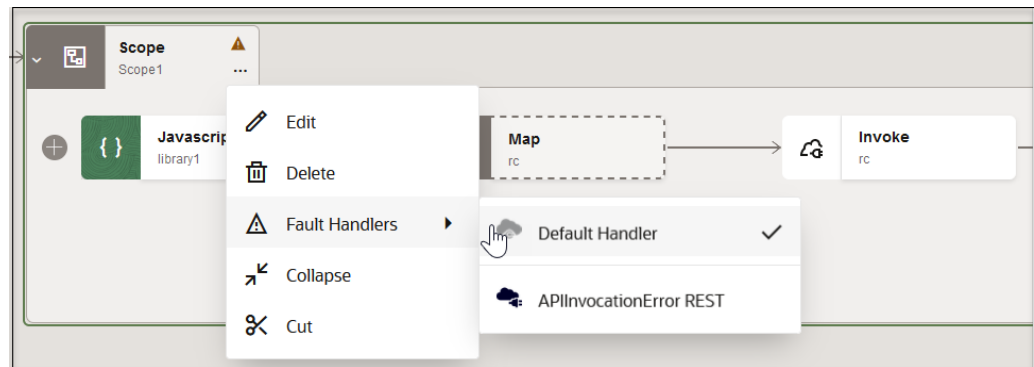 Scope
Scope1
...
Edit
{ }
Javascrip
library1
Map
rc
Invoke
rc
Delete
Fault Handlers
Default Handler
Collapse
APIInvocationError REST
Cut